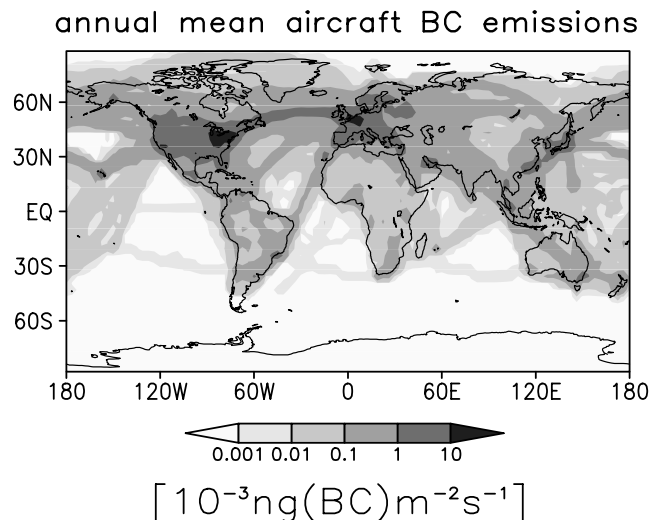 annual mean aircraft BC emissions
60N
30N
EQ
30S
60S
180 120W 60W 0 60E 120E 180
0.001 0.01 0.1 1 10
[10⁻³ng(BC)m⁻²s⁻¹]